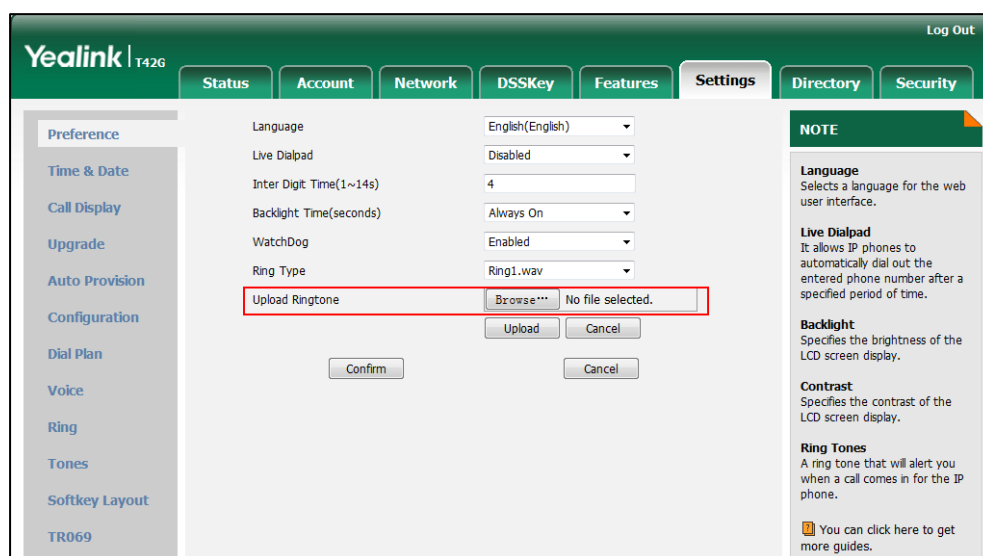 Log Out
Yealink T42G
Status Account Network DSSKey Features Settings Directory Security
Preference
Time & Date
Call Display
Upgrade
Auto Provision
Configuration
Dial Plan
Voice
Ring
Tones
Softkey Layout
TR069
Language English(English)
Live Dialpad Disabled
Inter Digit Time(1~14s) 4
Backlight Time(seconds) Always On
WatchDog Enabled
Ring Type Ring1.wav
Upload Ringtone Browse… No file selected.
Upload Cancel
Confirm Cancel
NOTE
Language
Selects a language for the web
user interface.
Live Dialpad
It allows IP phones to
automatically dial out the
entered phone number after a
specified period of time.
Backlight
Specifies the brightness of the
LCD screen display.
Contrast
Specifies the contrast of the
LCD screen display.
Ring Tones
A ring tone that will alert you
when a call comes in for the IP
phone.
You can click here to get
more guides.